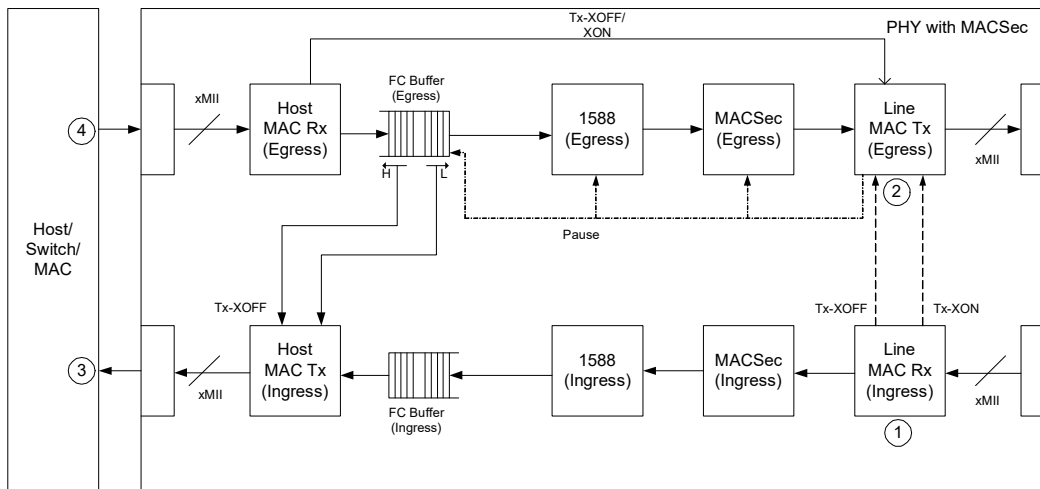 Tx-XOFF/
XON
PHY with MACSec
FC Buffer
(Egress)
xMII
4
Host
MAC Rx
(Egress)
1588
(Egress)
MACSec
(Egress)
Line
MAC Tx
(Egress)
xMII
H
L
2
Pause
Host/
Switch/
MAC
Tx-XOFF
Tx-XOFF
Tx-XON
3
xMII
Host
MAC Tx
(Ingress)
FC Buffer
(Ingress)
1588
(Ingress)
MACSec
(Ingress)
Line
MAC Rx
(Ingress)
xMII
1